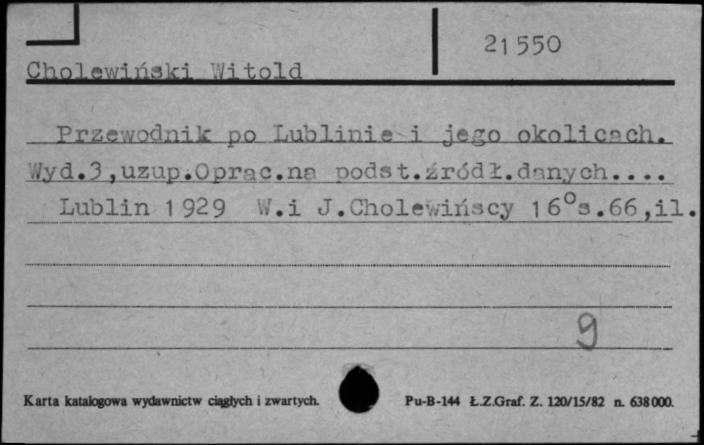 21550
Cholewiński Witold
Przewodnik po Lublinie i jego okolicach.
Wyd.3,uzup.Oprac.na podst.źródł.danych....
Lublin 1929 W.i J.Cholewińscy 16°s.66,il.
9
Karta katalogowa wydawnictw ciągłych i zwartych. Pu-B-144 Ł.Z.Graf. Z. 120/15/82 n. 638000.